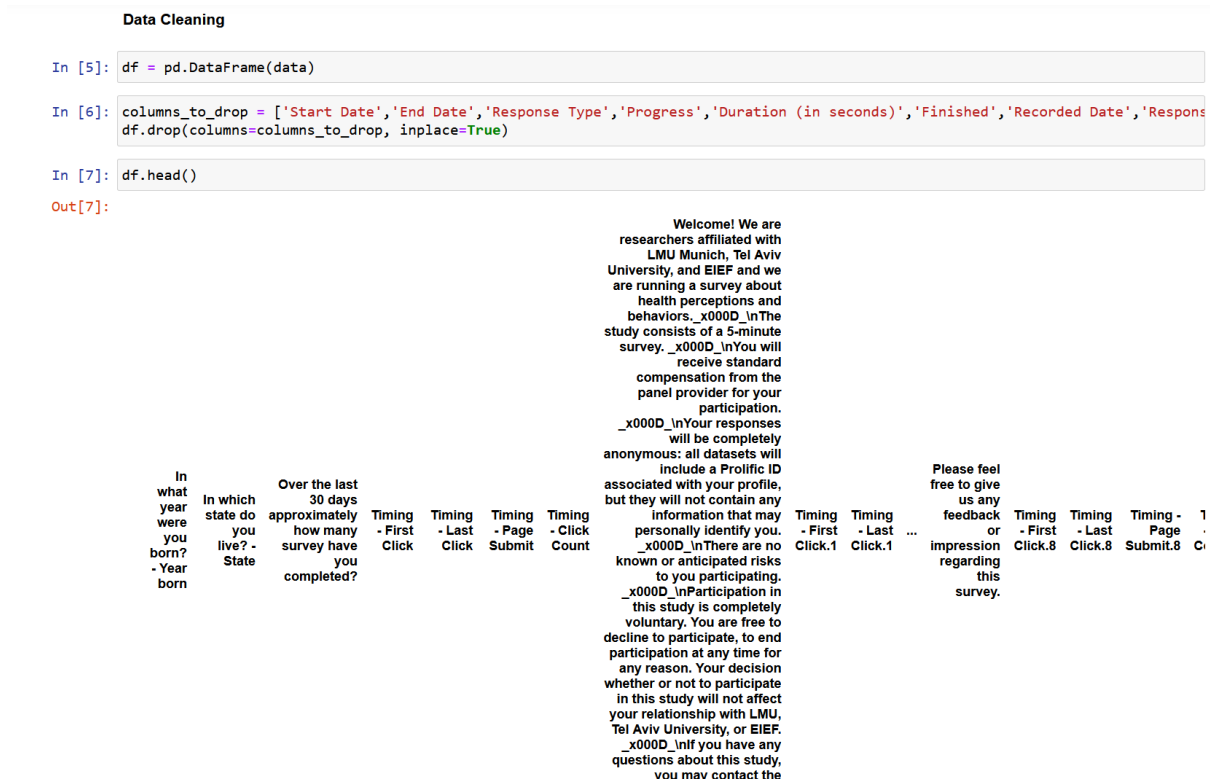 Data Cleaning
In [5]: df = pd.DataFrame(data)
In [6]: columns_to_drop = ['Start Date','End Date','Response Type','Progress','Duration (in seconds)','Finished','Recorded Date','Respons
df.drop(columns=columns_to_drop, inplace=True)
In [7]: df.head()
Out[7]:
In
what
year
were
you
born?
- Year
born
In which
state do
you
live? -
State
Over the last
30 days
approximately
how many
survey have
you
completed?
Timing
- First
Click
Timing
- Last
Click
Timing
- Page
Submit
Timing
- Click
Count
Welcome! We are
researchers affiliated with
LMU Munich, Tel Aviv
University, and EIEF and we
are running a survey about
health perceptions and
behaviors._x000D_\nThe
study consists of a 5-minute
survey. _x000D_\nYou will
receive standard
compensation from the
panel provider for your
participation.
_x000D_\nYour responses
will be completely
anonymous: all datasets will
include a Prolific ID
associated with your profile,
but they will not contain any
information that may
personally identify you.
_x000D_\nThere are no
known or anticipated risks
to you participating.
_x000D_\nParticipation in
this study is completely
voluntary. You are free to
decline to participate, to end
participation at any time for
any reason. Your decision
whether or not to participate
in this study will not affect
your relationship with LMU,
Tel Aviv University, or EIEF.
_x000D_\nIf you have any
questions about this study,
you may contact the
Timing
- First
Click.1
Timing
- Last
Click.1
...
Please feel
free to give
us any
feedback
or
impression
regarding
this
survey.
Timing
- First
Click.8
Timing
- Last
Click.8
Timing -
Page
Submit.8